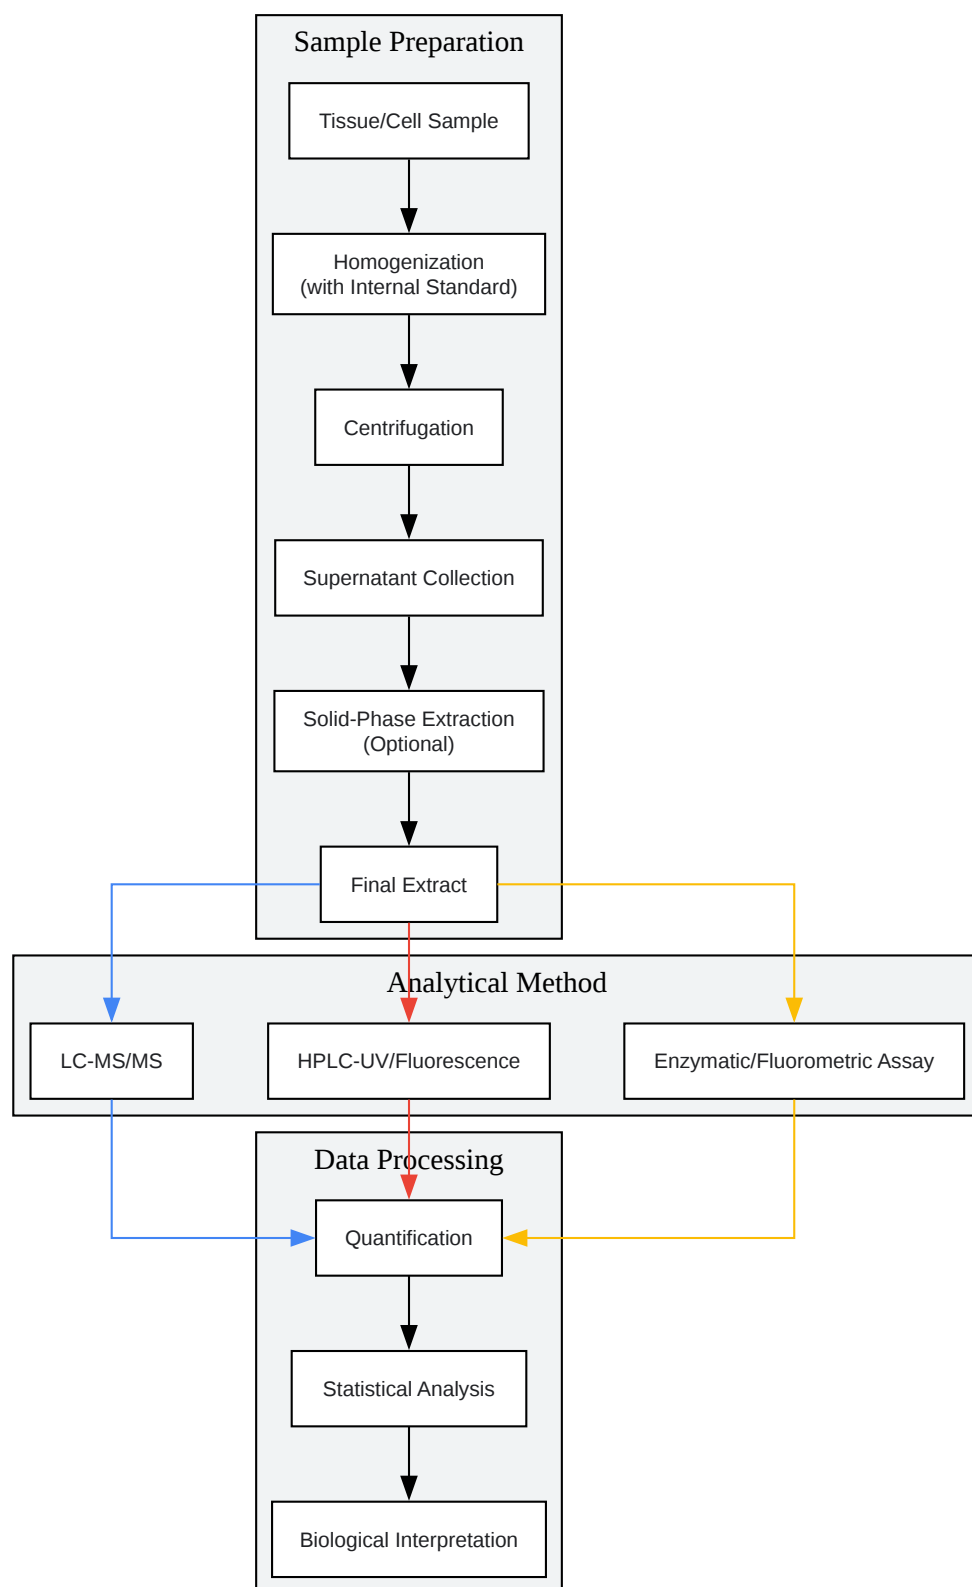 Sample Preparation
Tissue/Cell Sample
Homogenization
(with Internal Standard)
Centrifugation
Supernatant Collection
Solid-Phase Extraction
(Optional)
Final Extract
Analytical Method
LC-MS/MS
HPLC-UV/Fluorescence
Enzymatic/Fluorometric Assay
Data Processing
Quantification
Statistical Analysis
Biological Interpretation